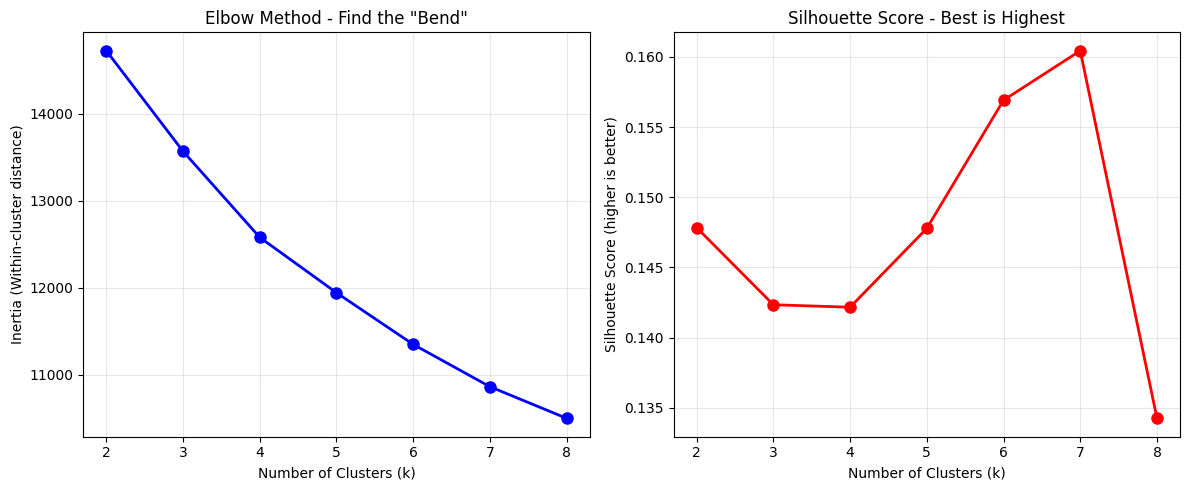 Elbow Method - Find the "Bend"
Inertia (Within-cluster distance)
14000
13000
12000
11000
2 3 4 5 6 7 8
Number of Clusters (k)
Silhouette Score - Best is Highest
Silhouette Score (higher is better)
0.160
0.155
0.150
0.145
0.140
0.135
2 3 4 5 6 7 8
Number of Clusters (k)